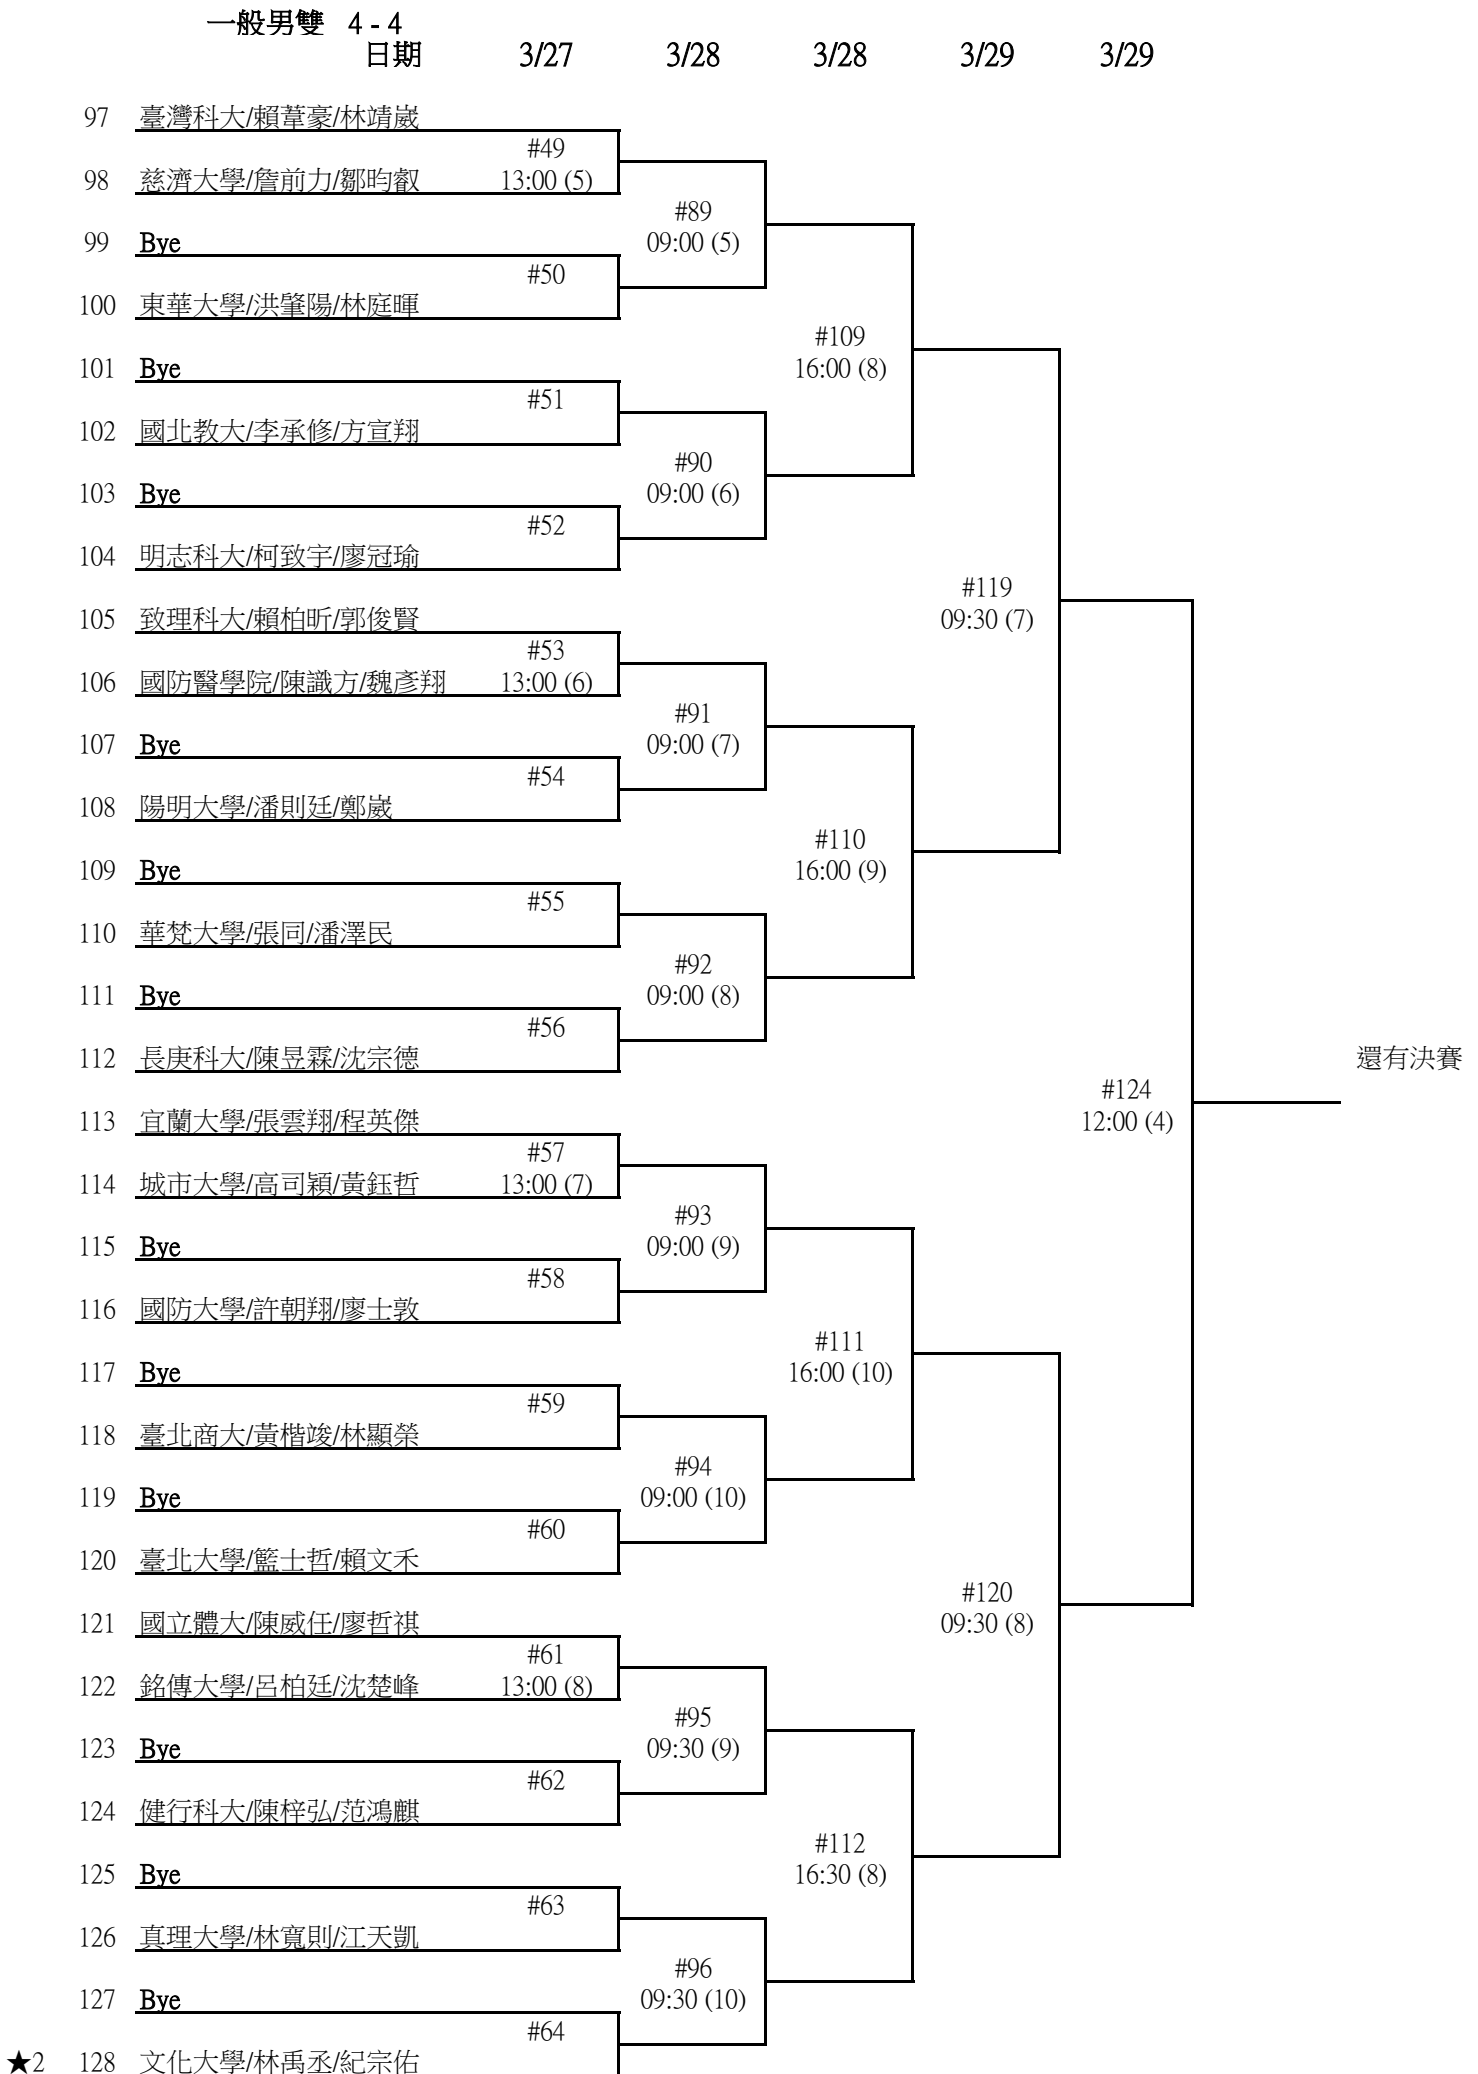 一般男雙 4 - 4
日期 3/27 3/28 3/28 3/29 3/29
97 臺灣科大/賴葦豪/林靖崴
#49
98 慈濟大學/詹前力/鄒昀叡 13:00 (5)
#89
99 Bye 09:00 (5)
#50
100 東華大學/洪肇陽/林庭暉
#109
101 Bye 16:00 (8)
#51
102 國北教大/李承修/方宣翔
#90
103 Bye 09:00 (6)
#52
104 明志科大/柯致宇/廖冠瑜
#119
105 致理科大/賴柏昕/郭俊賢 09:30 (7)
#53
106 國防醫學院/陳識方/魏彥翔 13:00 (6)
#91
107 Bye 09:00 (7)
#54
108 陽明大學/潘則廷/鄭崴
#110
109 Bye 16:00 (9)
#55
110 華梵大學/張同/潘澤民
#92
111 Bye 09:00 (8)
#56
112 長庚科大/陳昱霖/沈宗德 還有決賽
#124
113 宜蘭大學/張雲翔/程英傑 12:00 (4)
#57
114 城市大學/高司穎/黃鈺哲 13:00 (7)
#93
115 Bye 09:00 (9)
#58
116 國防大學/許朝翔/廖士敦
#111
117 Bye 16:00 (10)
#59
118 臺北商大/黃楷竣/林顯榮
#94
119 Bye 09:00 (10)
#60
120 臺北大學/籃士哲/賴文禾
#120
121 國立體大/陳威任/廖哲祺 09:30 (8)
#61
122 銘傳大學/呂柏廷/沈楚峰 13:00 (8)
#95
123 Bye 09:30 (9)
#62
124 健行科大/陳梓弘/范鴻麒
#112
125 Bye 16:30 (8)
#63
126 真理大學/林寬則/江天凱
#96
127 Bye 09:30 (10)
#64
★2 128 文化大學/林禹丞/紀宗佑